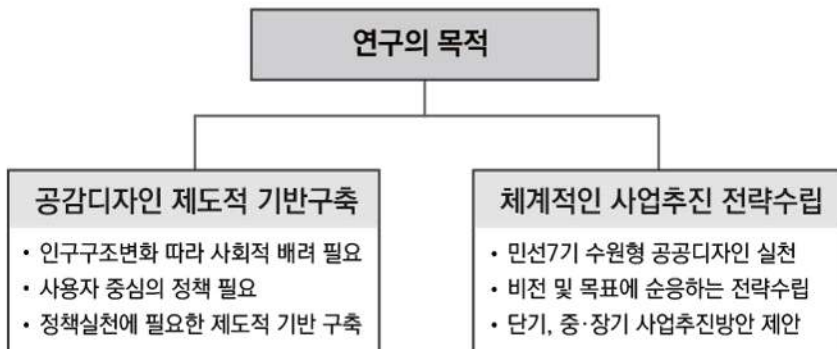 연구의 목적
공감디자인 제도적 기반구축
• 인구구조변화 따라 사회적 배려 필요
• 사용자 중심의 정책 필요
• 정책실천에 필요한 제도적 기반 구축
체계적인 사업추진 전략수립
• 민선7기 수원형 공공디자인 실천
• 비전 및 목표에 순응하는 전략수립
• 단기, 중·장기 사업추진방안 제안